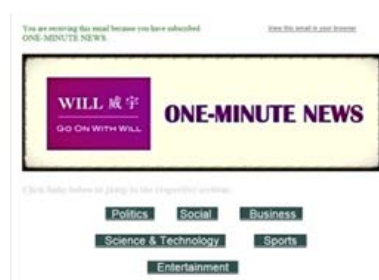 You are receiving this email because you have subscribed
ONE-MINUTE NEWS
View this email in your browser
WILL 威宇
GO ON WITH WILL
ONE-MINUTE NEWS
Click links below to jump to the respective sections.
Politics Social Business
Science & Technology Sports
Entertainment